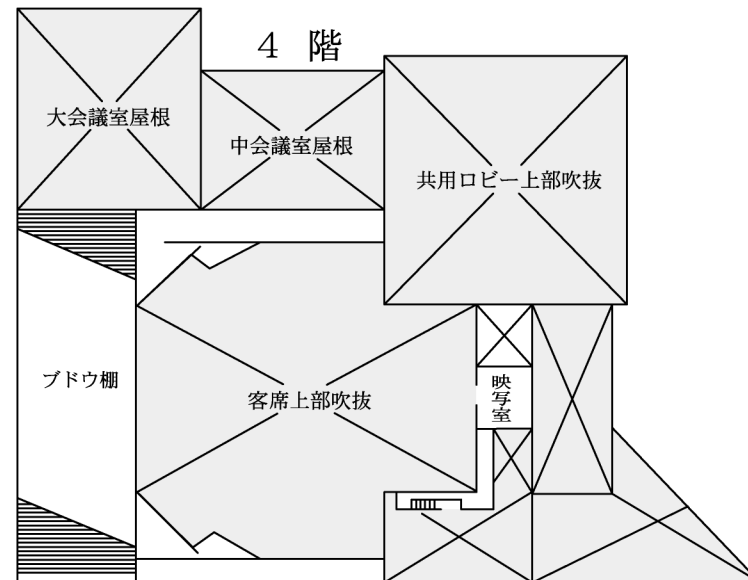 ４ 階
大会議室屋根
中会議室屋根
共用ロビー上部吹抜
ブドウ棚
客席上部吹抜
映写室